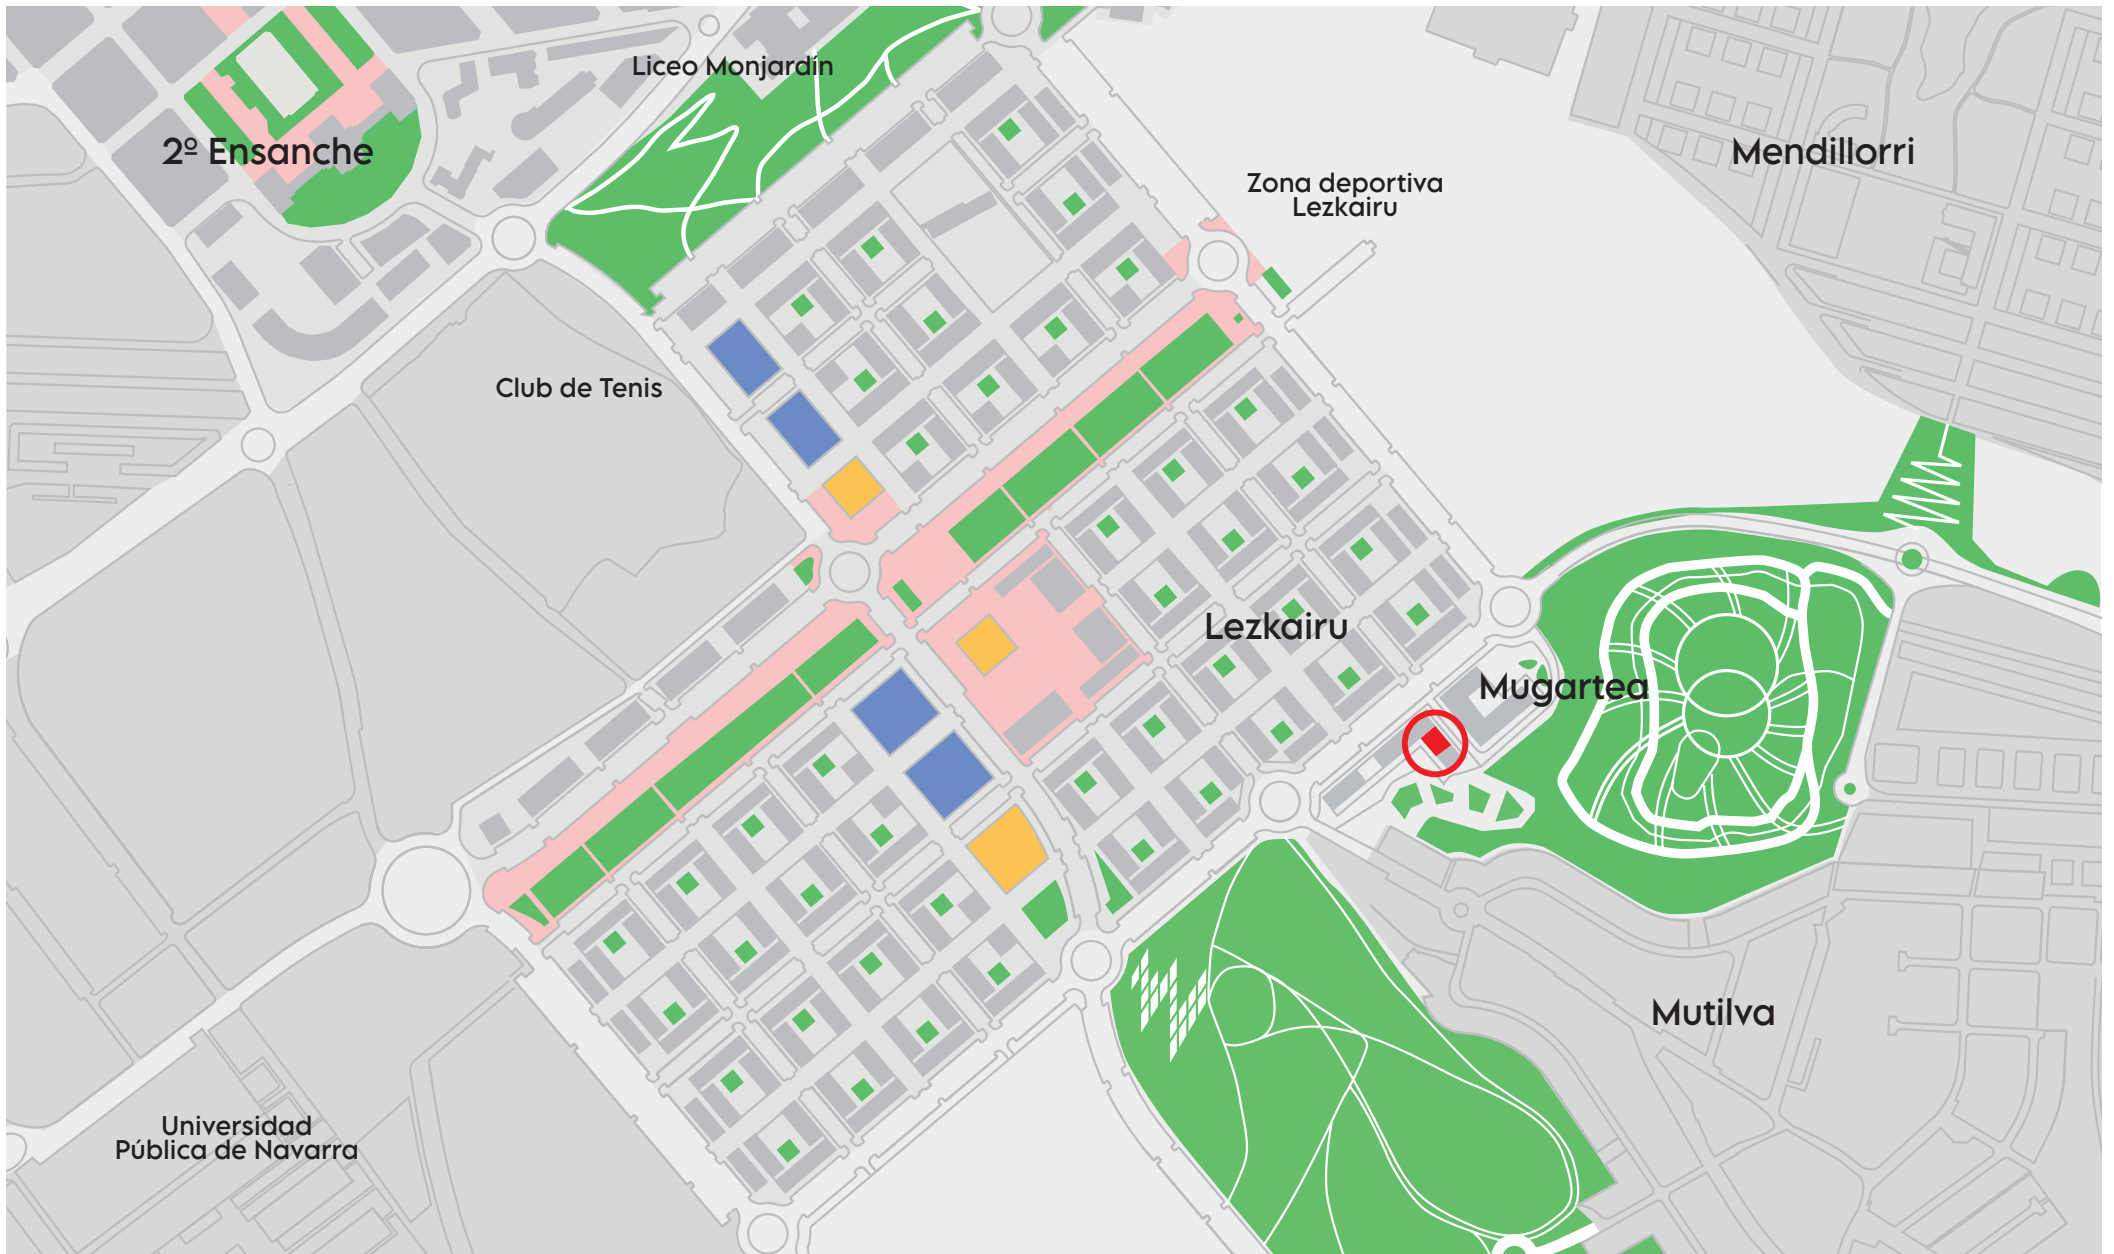 Liceo Monjardín
2º Ensanche
Mendillorri
Zona deportiva
Lezkairu
Club de Tenis
Lezkairu
Mugartea
Mutilva
Universidad
Pública de Navarra